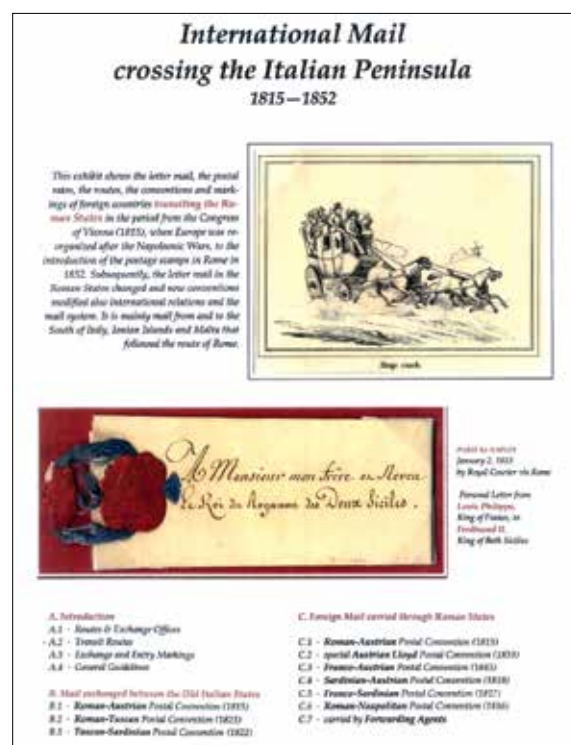 International Mail
crossing the Italian Peninsula
1815—1852
This exhibit shows the letter mail, the postal
rates, the routes, the conventions and mark-
ings of foreign countries transiting the Ro-
man States in the period from the Congress
of Vienna (1815), when Europe was re-
organized after the Napoleonic Wars, to the
introduction of the postage stamps in Rome in
1852. Subsequently, the letter mail in the
Roman States changed and new conventions
modified also international relations and the
mail system. It is mainly mail from and to the
South of Italy, Ionian Islands and Malta that
followed the route of Rome.
coach
A Monsieur mon frère et Neveu
Le Roi du Royaume des Deux Siciles.
PARIS to NAPLES
January 2,
by Royal Courier via Rome
Personal Letter from
Louis Philippe,
King of France, to
Ferdinand II,
King of Both Sicilies
A. Introduction
A.1 - Routes & Exchange Offices
A.2 - Transit Routes
A.3 - Exchange and Entry Markings
A.4 - General Guidelines
B. Mail exchanged between the Old Italian States
B.1 - Roman-Austrian Postal Convention (1815)
B.2 - Roman-Tuscan Postal Convention (1823)
B.3 - Tuscan-Sardinian Postal Convention (1822)
C. Foreign Mail carried through Roman States
C.1 - Roman-Austrian Postal Convention (1815)
C.2 - special Austrian Lloyd Postal Convention
C.3 - Franco-Austrian Postal Convention
C.4 - Sardinian-Austrian Postal Convention (1818)
C.5 - Franco-Sardinian Postal Convention (1817)
C.6 - Roman-Neapolitan Postal Convention (1816)
C.7 - carried by Forwarding Agents